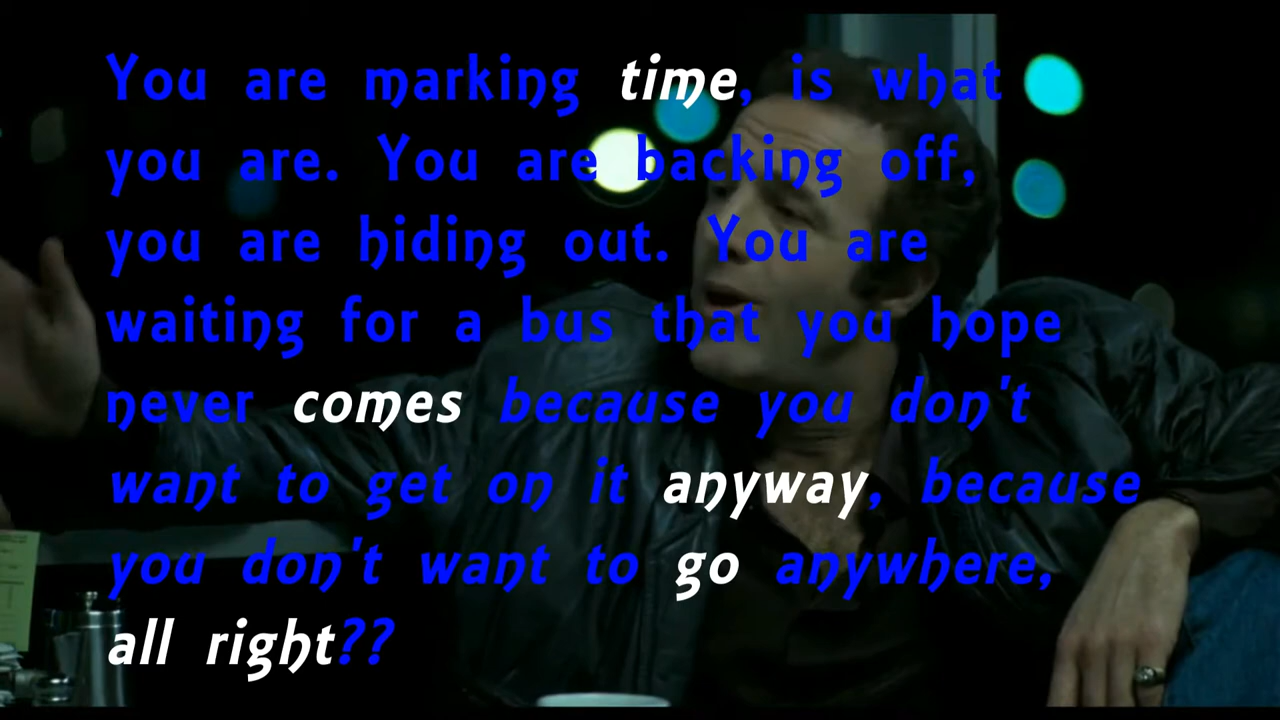 You are marking time, is what
you are. You are backing off,
you are hiding out. You are
waiting for a bus that you hope
never comes because you don't
want to get on it anyway, because
you don't want to go anywhere,
all right??